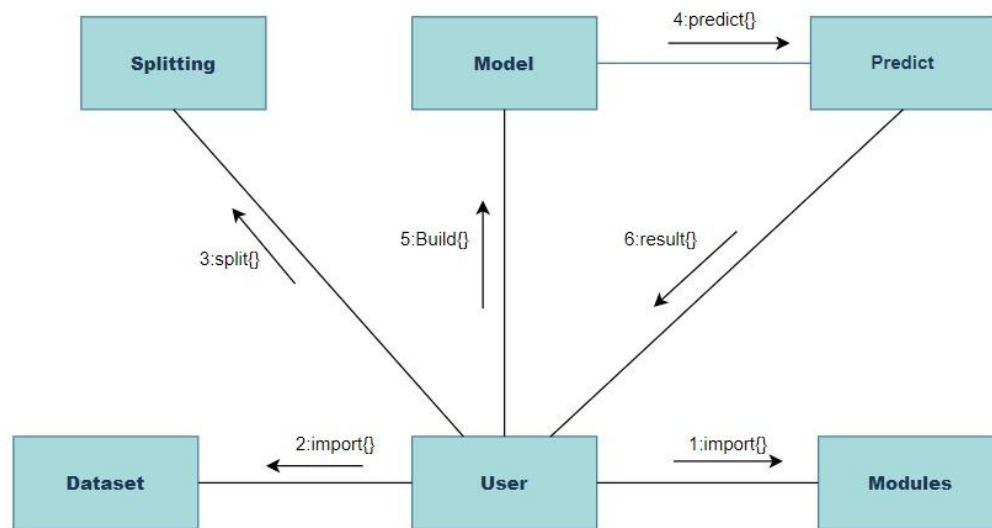 4:predict{}
Splitting
Model
Predict
5:Build{}
6:result{}
3:split{}
2:import{}
1:import{}
Dataset
User
Modules